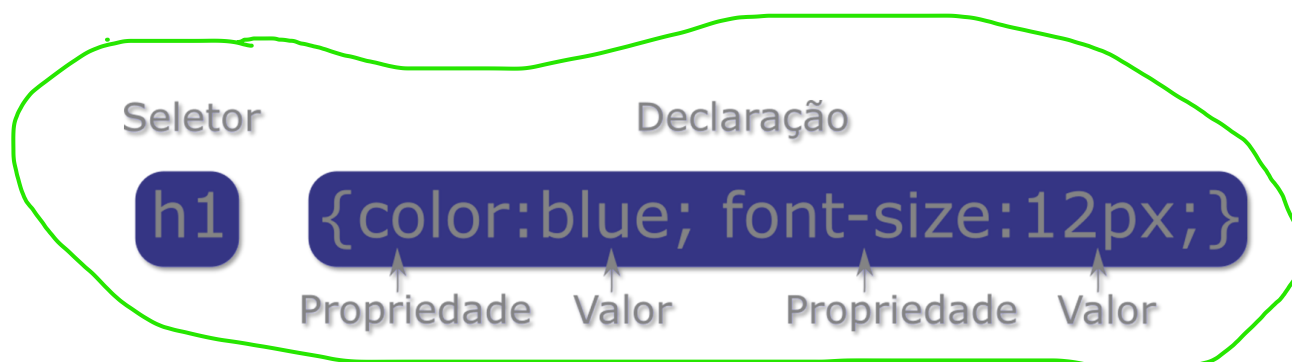 Seletor Declaração
h1 {color:blue; font-size:12px;}
Propriedade Valor Propriedade Valor